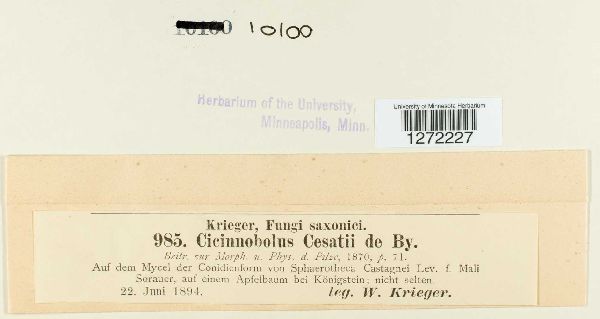 10100 10100
Herbarium of the University,
Minneapolis, Minn.
University of Minnesota Herbarium
1272227
Krieger, Fungi saxonici.
985. Cicinnobolus Cesatii de By.
Beitr. zur Morph. u. Phys. d. Pilze, 1870, p. 71.
Auf dem Mycel der Conidienform von Sphaerotheca Castagnei Lev. f. Mali
Sorauer, auf einem Apfelbaum bei Königstein; nicht selten.
22. Juni 1894. leg. W. Krieger.